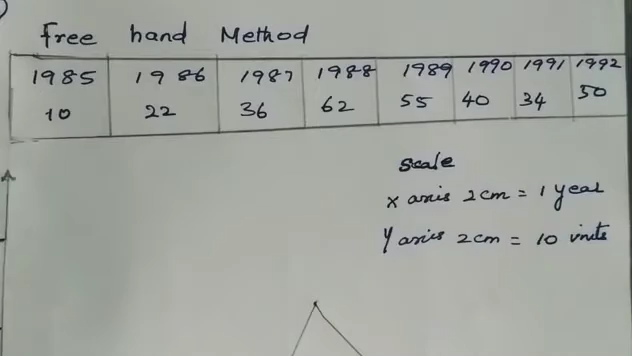 Free hand Method
1985 1986 1987 1988 1989 1990 1991 1992
10 22 36 62 55 40 34 50
Scale
x axis 2cm = 1 year
Y axis 2cm = 10 units